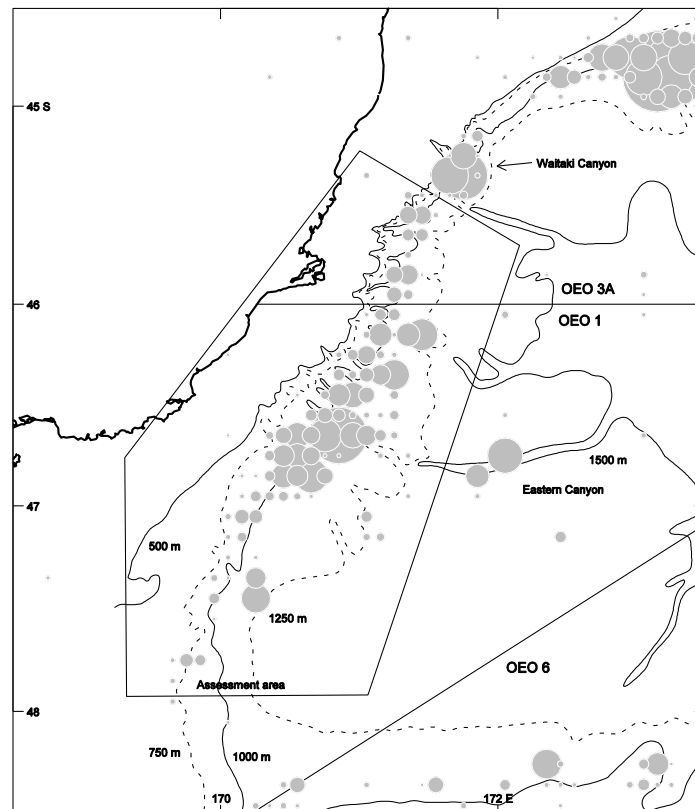 45 S
Waitaki Canyon
OEO 3A
46
OEO 1
1500 m
Eastern Canyon
47
500 m
1250 m
OEO 6
Assessment area
48
750 m
1000 m
170
172 E